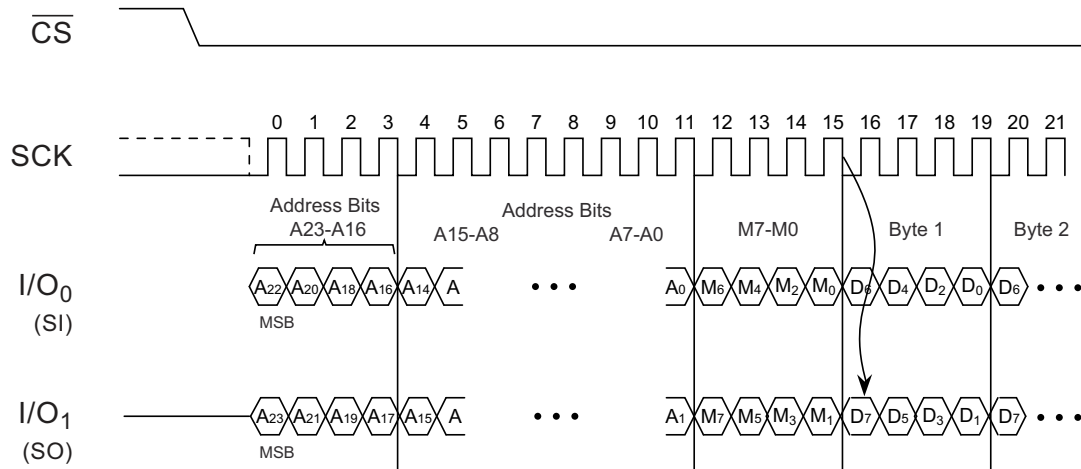 CS
0 1 2 3 4 5 6 7 8 9 10 11 12 13 14 15 16 17 18 19 20 21
SCK
Address Bits
A23-A16
Address Bits
A15-A8 A7-A0
M7-M0
Byte 1
Byte 2
I/O0
(SI)
A22 A20 A18 A16 A14 A • • • A0 M6 M4 M2 M0 D6 D4 D2 D0 D6 • • •
MSB
I/O1
(SO)
A23 A21 A19 A17 A15 A • • • A1 M7 M5 M3 M1 D7 D5 D3 D1 D7 • • •
MSB